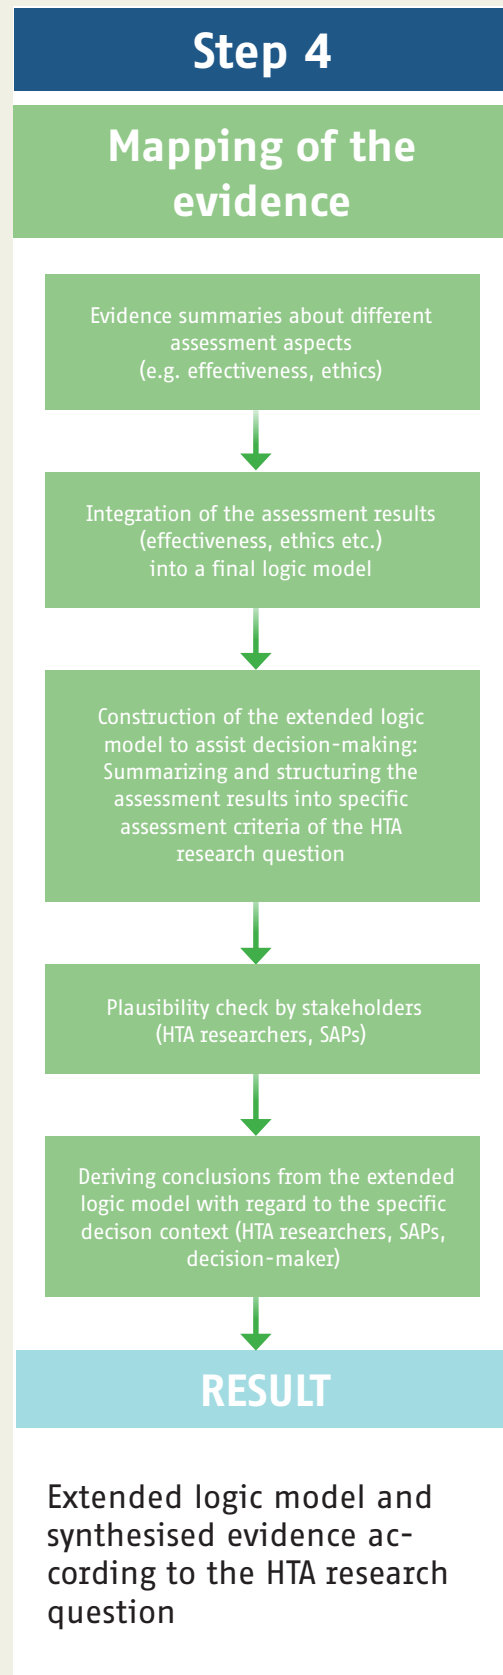 Step 4
Mapping of the
evidence
Evidence summaries about different
assessment aspects
(e.g. effectiveness, ethics)
Integration of the assessment results
(effectiveness, ethics etc.)
into a final logic model
Construction of the extended logic
model to assist decision-making:
Summarizing and structuring the
assessment results into specific
assessment criteria of the HTA
research question
Plausibility check by stakeholders
(HTA researchers, SAPs)
Deriving conclusions from the extended
logic model with regard to the specific
decison context (HTA researchers, SAPs,
decision-maker)
RESULT
Extended logic model and
synthesised evidence ac-
cording to the HTA research
question